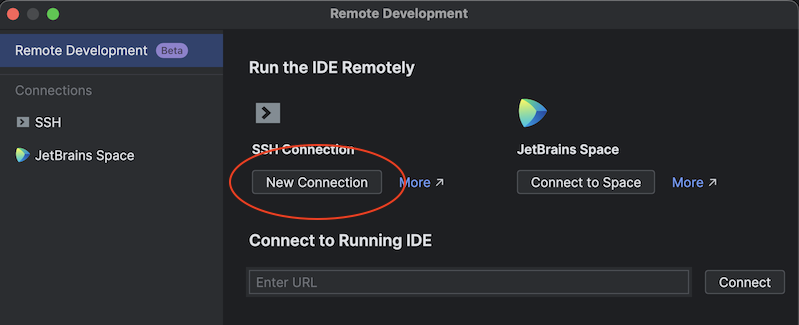 Remote Development
Remote Development Beta
Connections
SSH
JetBrains Space
Run the IDE Remotely
SSH Connection
New Connection More ↗
JetBrains Space
Connect to Space More ↗
Connect to Running IDE
Enter URL
Connect